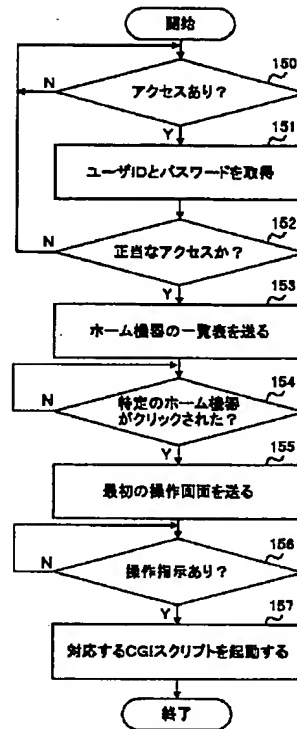 開始
150
アクセスあり？
N
Y
151
ユーザIDとパスワードを取得
152
正当なアクセスか？
N
Y
153
ホーム機器の一覧表を送る
154
特定のホーム機器
がクリックされた？
N
Y
155
最初の操作画面を送る
156
操作指示あり？
N
Y
157
対応するCGIスクリプトを起動する
終了